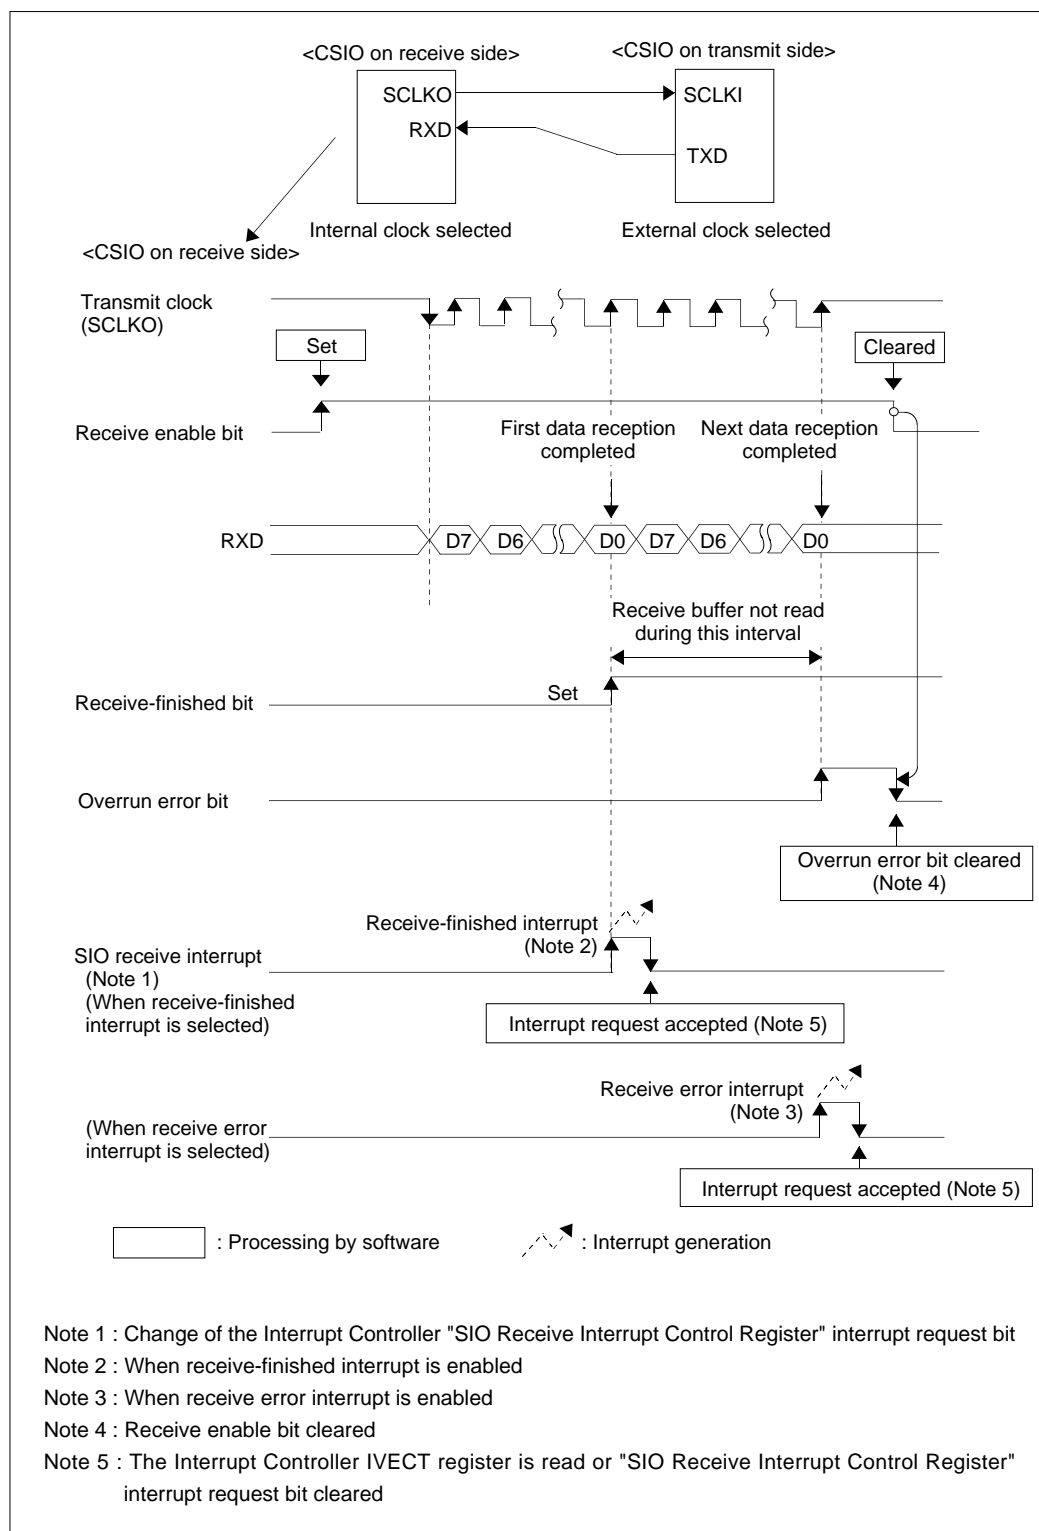 <CSIO on receive side>
<CSIO on transmit side>
SCLKO
SCLKI
RXD
TXD
Internal clock selected
External clock selected
<CSIO on receive side>
Transmit clock
(SCLKO)
Set
Cleared
Receive enable bit
First data reception
completed
Next data reception
completed
RXD
D7
D6
D0
D7
D6
D0
Receive buffer not read
during this interval
Receive-finished bit
Set
Overrun error bit
Overrun error bit cleared
(Note 4)
Receive-finished interrupt
(Note 2)
SIO receive interrupt
(Note 1)
(When receive-finished
interrupt is selected)
Interrupt request accepted (Note 5)
Receive error interrupt
(Note 3)
(When receive error
interrupt is selected)
Interrupt request accepted (Note 5)
: Processing by software
: Interrupt generation
Note 1 : Change of the Interrupt Controller "SIO Receive Interrupt Control Register" interrupt request bit
Note 2 : When receive-finished interrupt is enabled
Note 3 : When receive error interrupt is enabled
Note 4 : Receive enable bit cleared
Note 5 : The Interrupt Controller IVECT register is read or "SIO Receive Interrupt Control Register"
interrupt request bit cleared